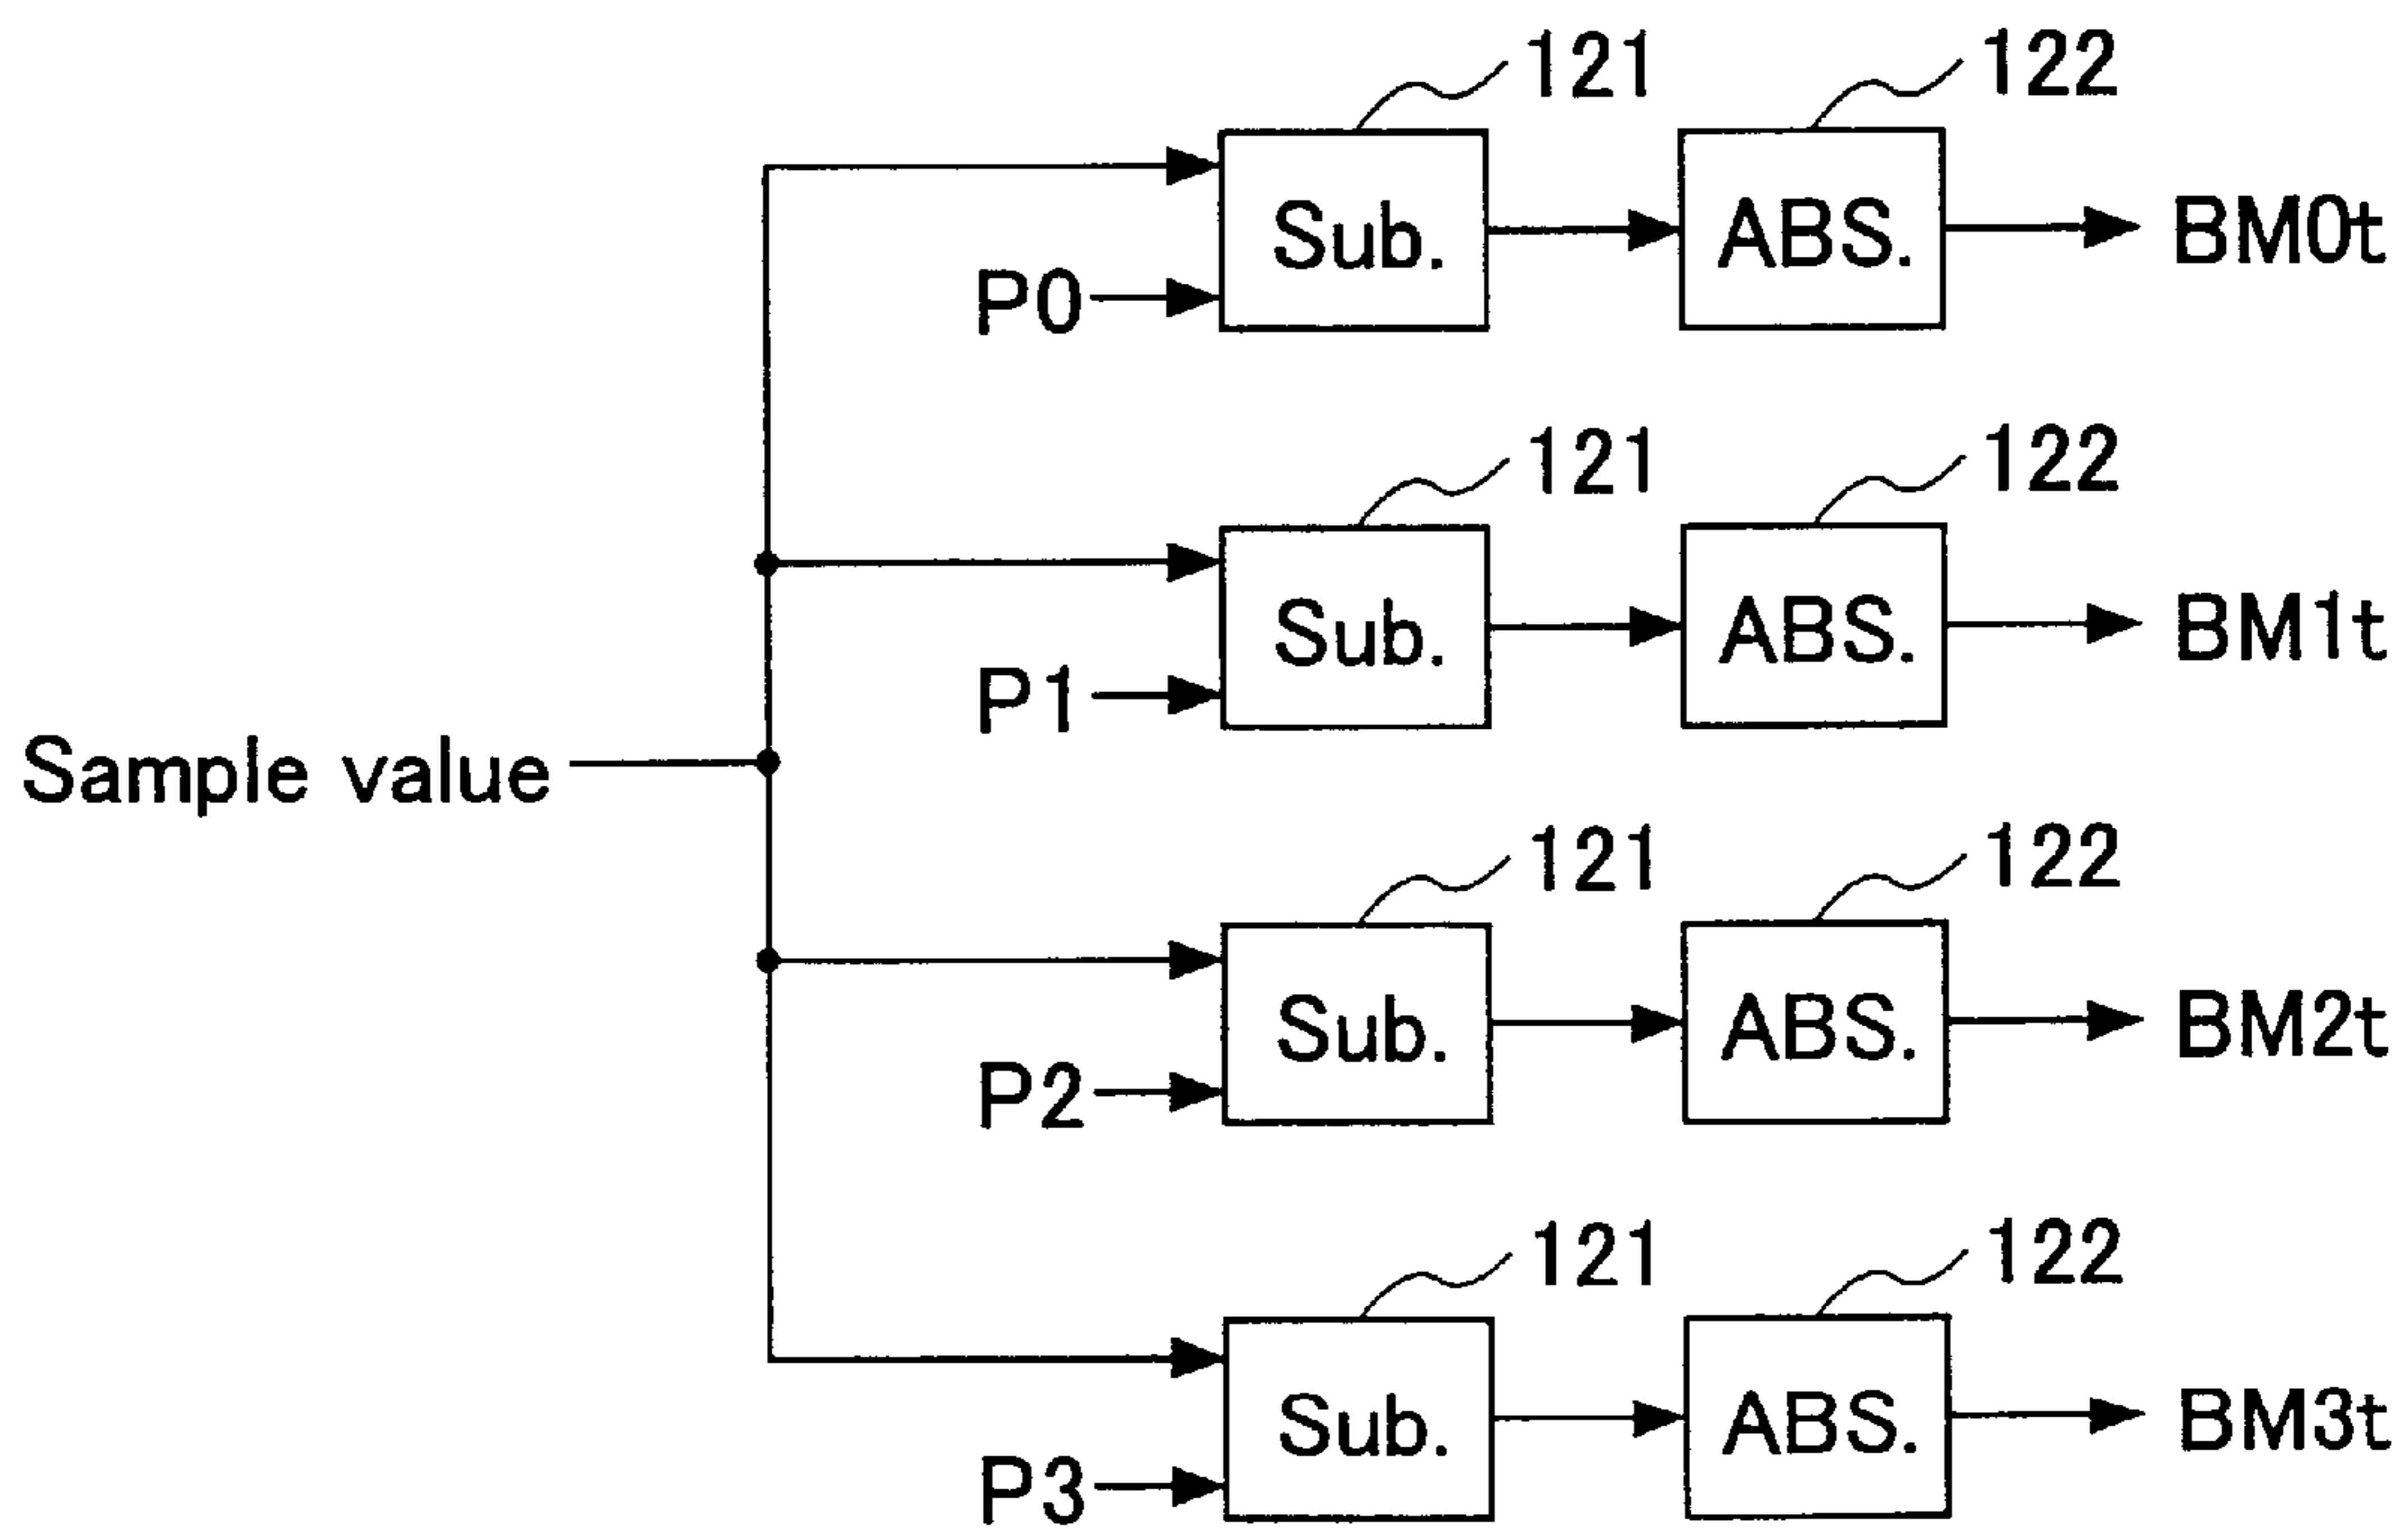 121 122
Sub. ABS. BM0t
P0
121 122
Sub. ABS. BM1t
P1
Sample value
121 122
Sub. ABS. BM2t
P2
121 122
Sub. ABS. BM3t
P3